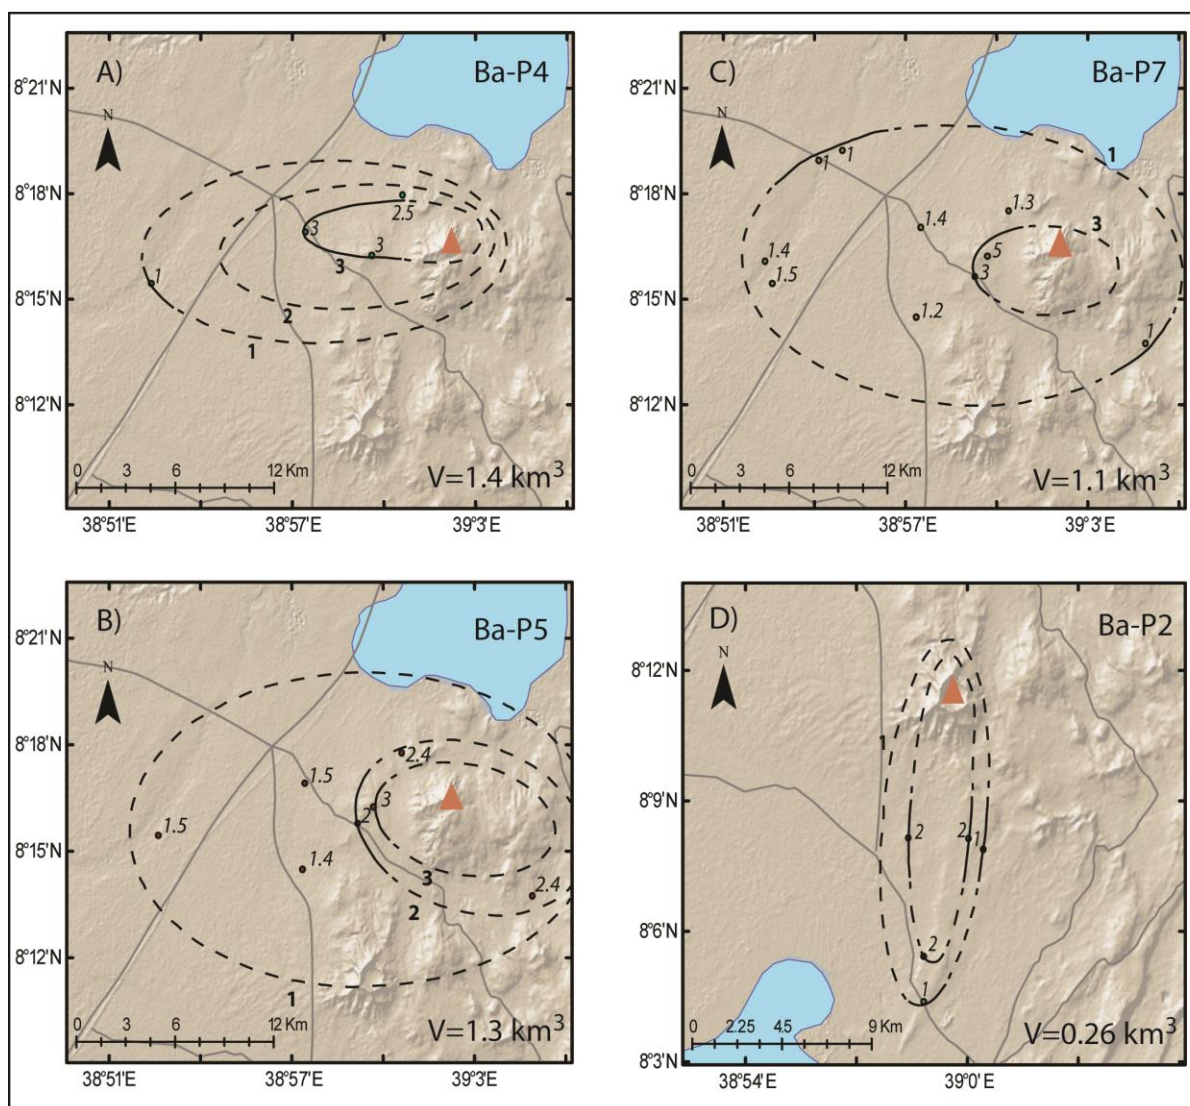 A)
Ba-P4
8°21'N
N
8°18'N
2.5
3
3
3
8°15'N
1
2
1
8°12'N
0 3 6 12 Km
V=1.4 km³
38°51'E 38°57'E 39°3'E
C)
Ba-P7
8°21'N
N
1
1
1
8°18'N
1.3
1.4
3
1.4
5
1.5
3
8°15'N
1.2
1
8°12'N
0 3 6 12 Km
V=1.1 km³
38°51'E 38°57'E 39°3'E
B)
Ba-P5
8°21'N
N
8°18'N
2.4
1.5
3
2
1.5
8°15'N
1.4
3
2.4
2
8°12'N
1
0 3 6 12 Km
V=1.3 km³
38°51'E 38°57'E 39°3'E
D)
Ba-P2
8°12'N
N
1
8°9'N
2
2
1
8°6'N
2
1
0 2.25 4.5 9 Km
V=0.26 km³
8°3'N
38°54'E 39°0'E